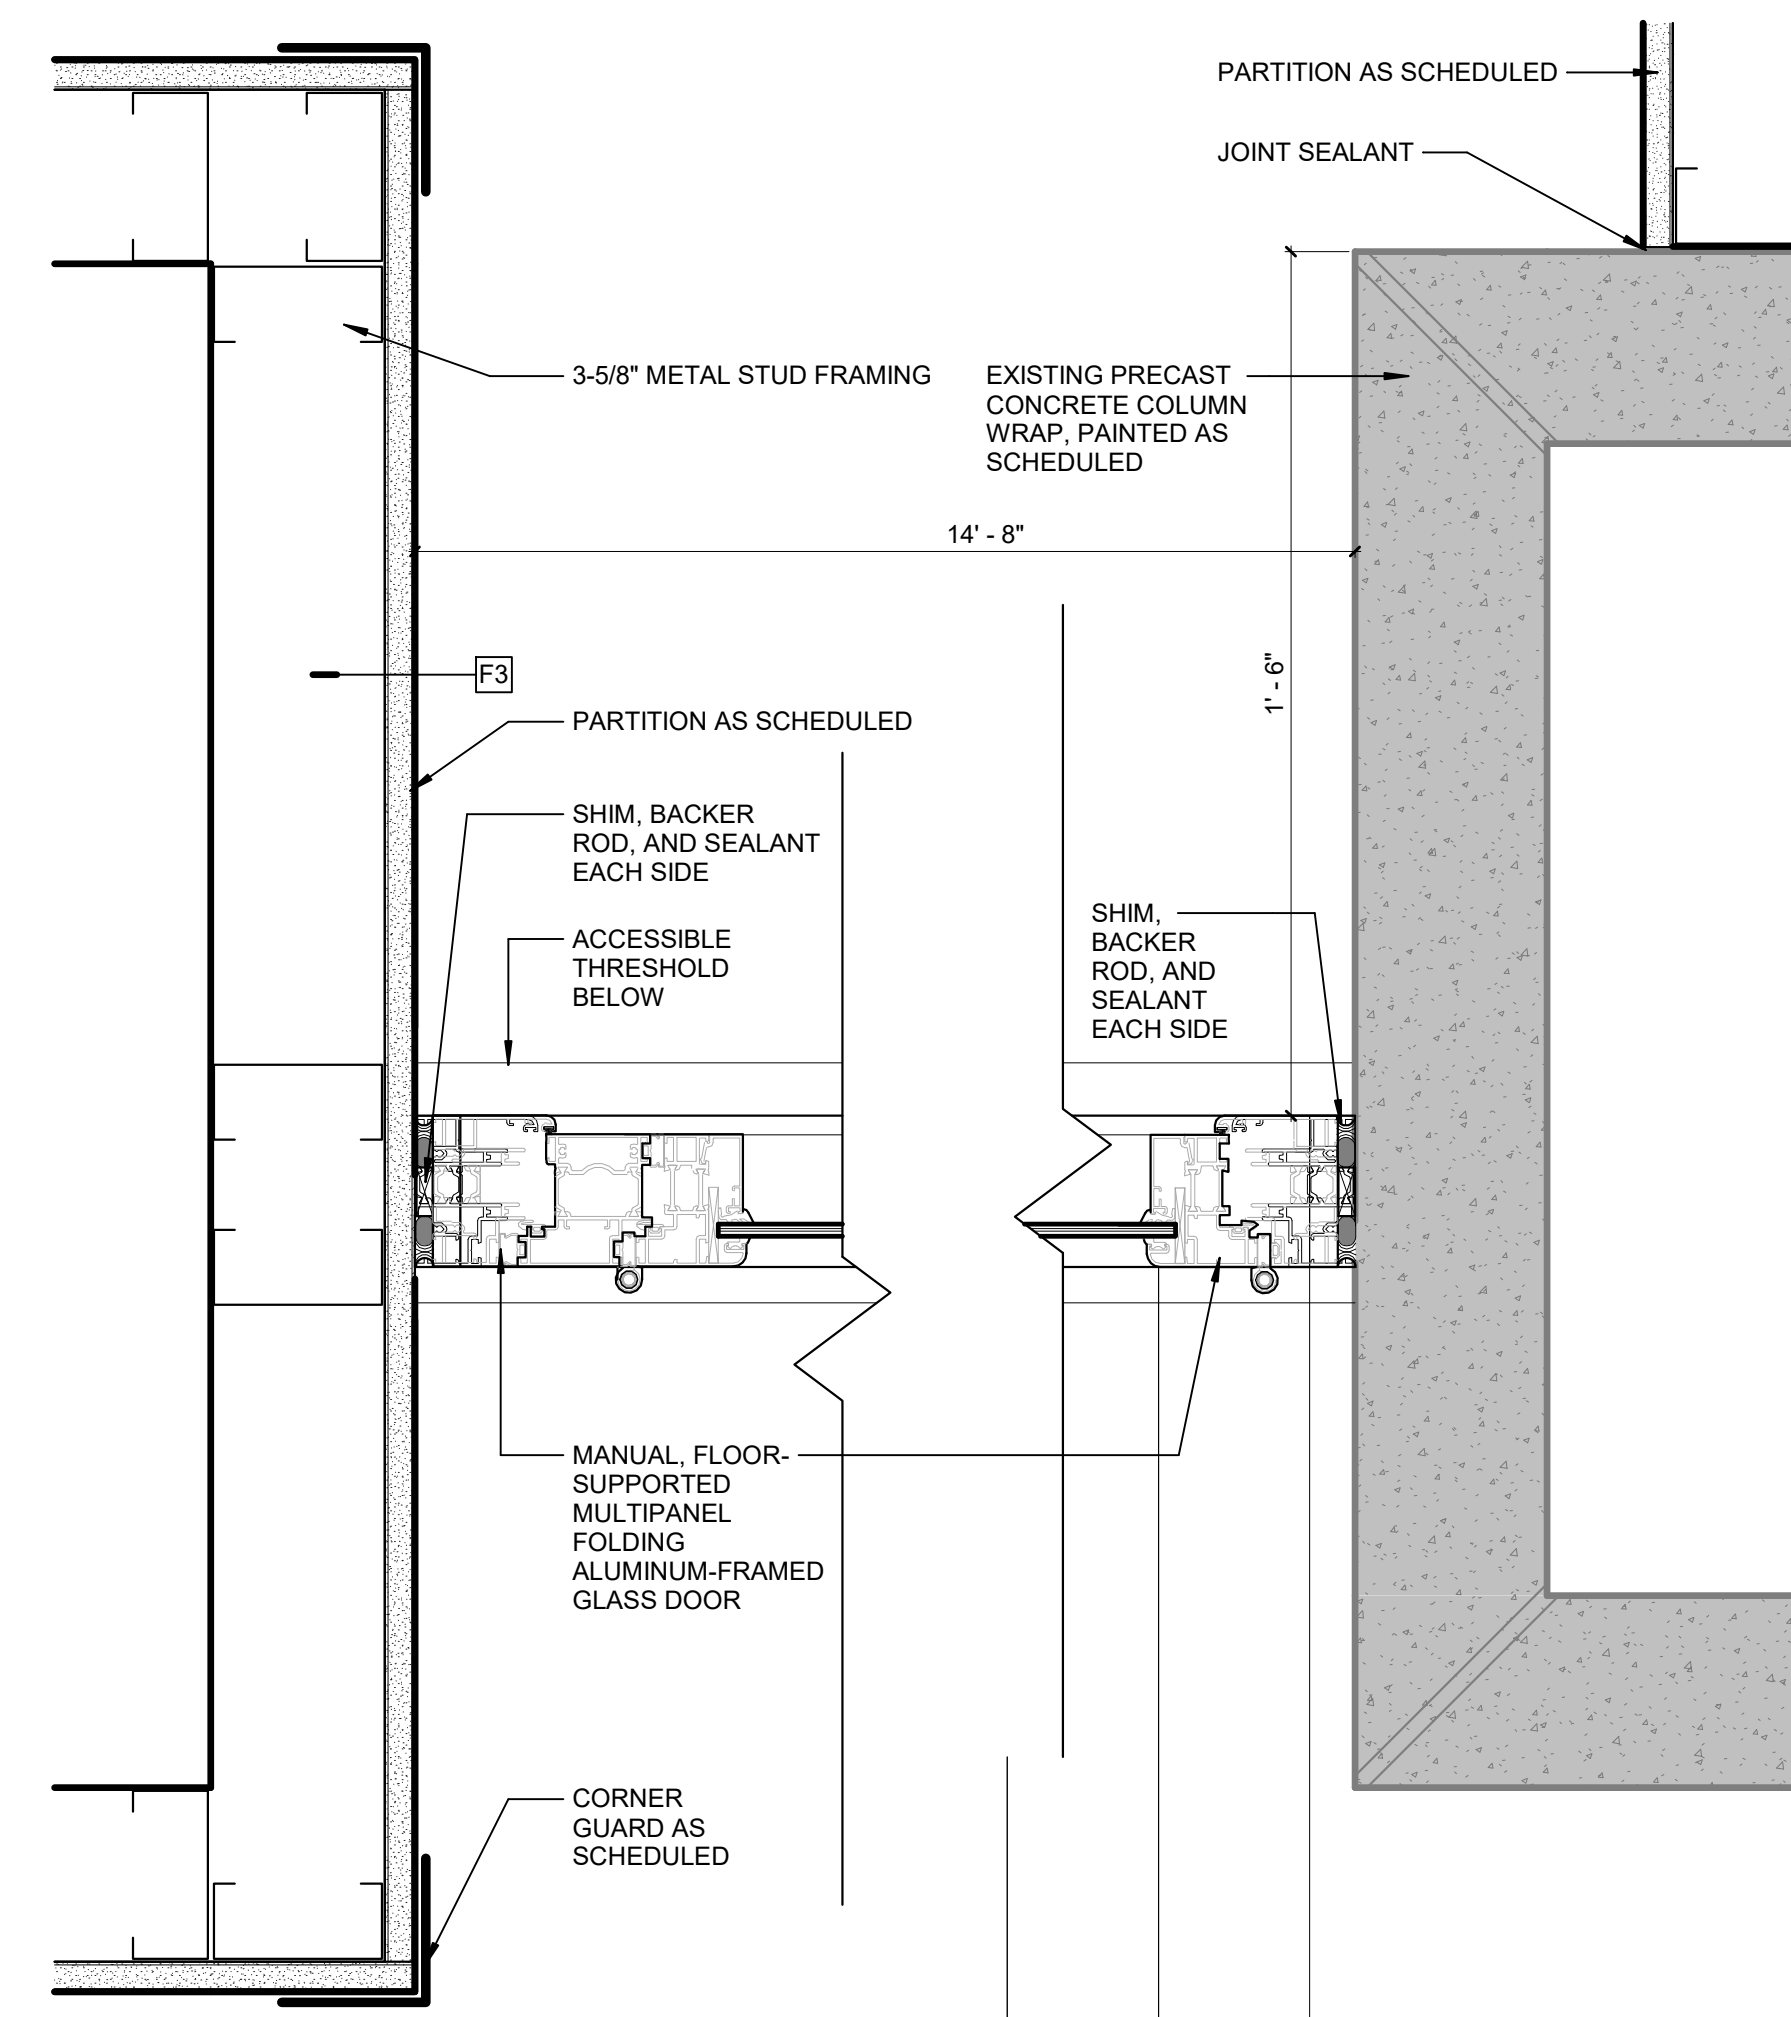 PARTITION AS SCHEDULED
JOINT SEALANT
3-5/8" METAL STUD FRAMING
EXISTING PRECAST
CONCRETE COLUMN
WRAP, PAINTED AS
SCHEDULED
14' - 8"
1' - 6"
F3
PARTITION AS SCHEDULED
SHIM, BACKER
ROD, AND SEALANT
EACH SIDE
ACCESSIBLE
THRESHOLD
BELOW
SHIM,
BACKER
ROD, AND
SEALANT
EACH SIDE
MANUAL, FLOOR-
SUPPORTED
MULTIPANEL
FOLDING
ALUMINUM-FRAMED
GLASS DOOR
CORNER
GUARD AS
SCHEDULED